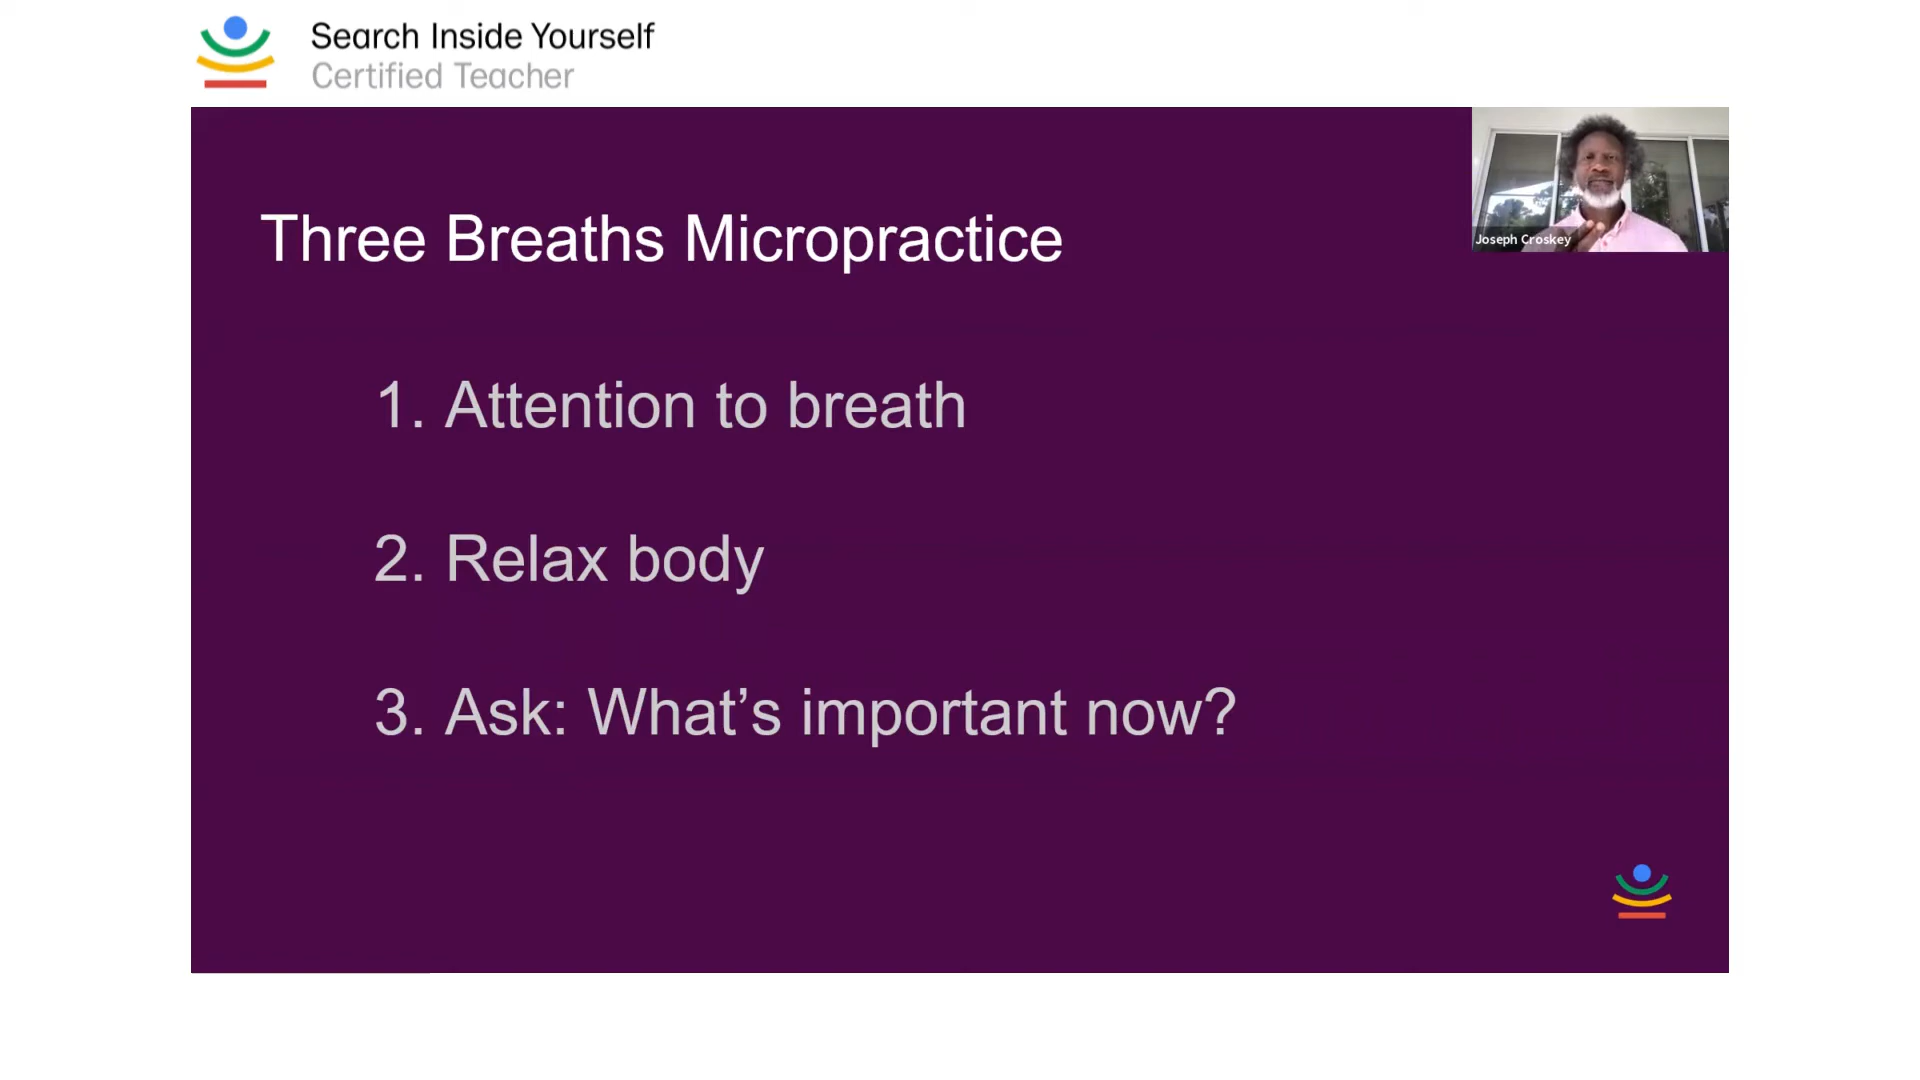 Search Inside Yourself
Certified Teacher
Three Breaths Micropractice
Joseph Croskey
1. Attention to breath
2. Relax body
3. Ask: What’s important now?